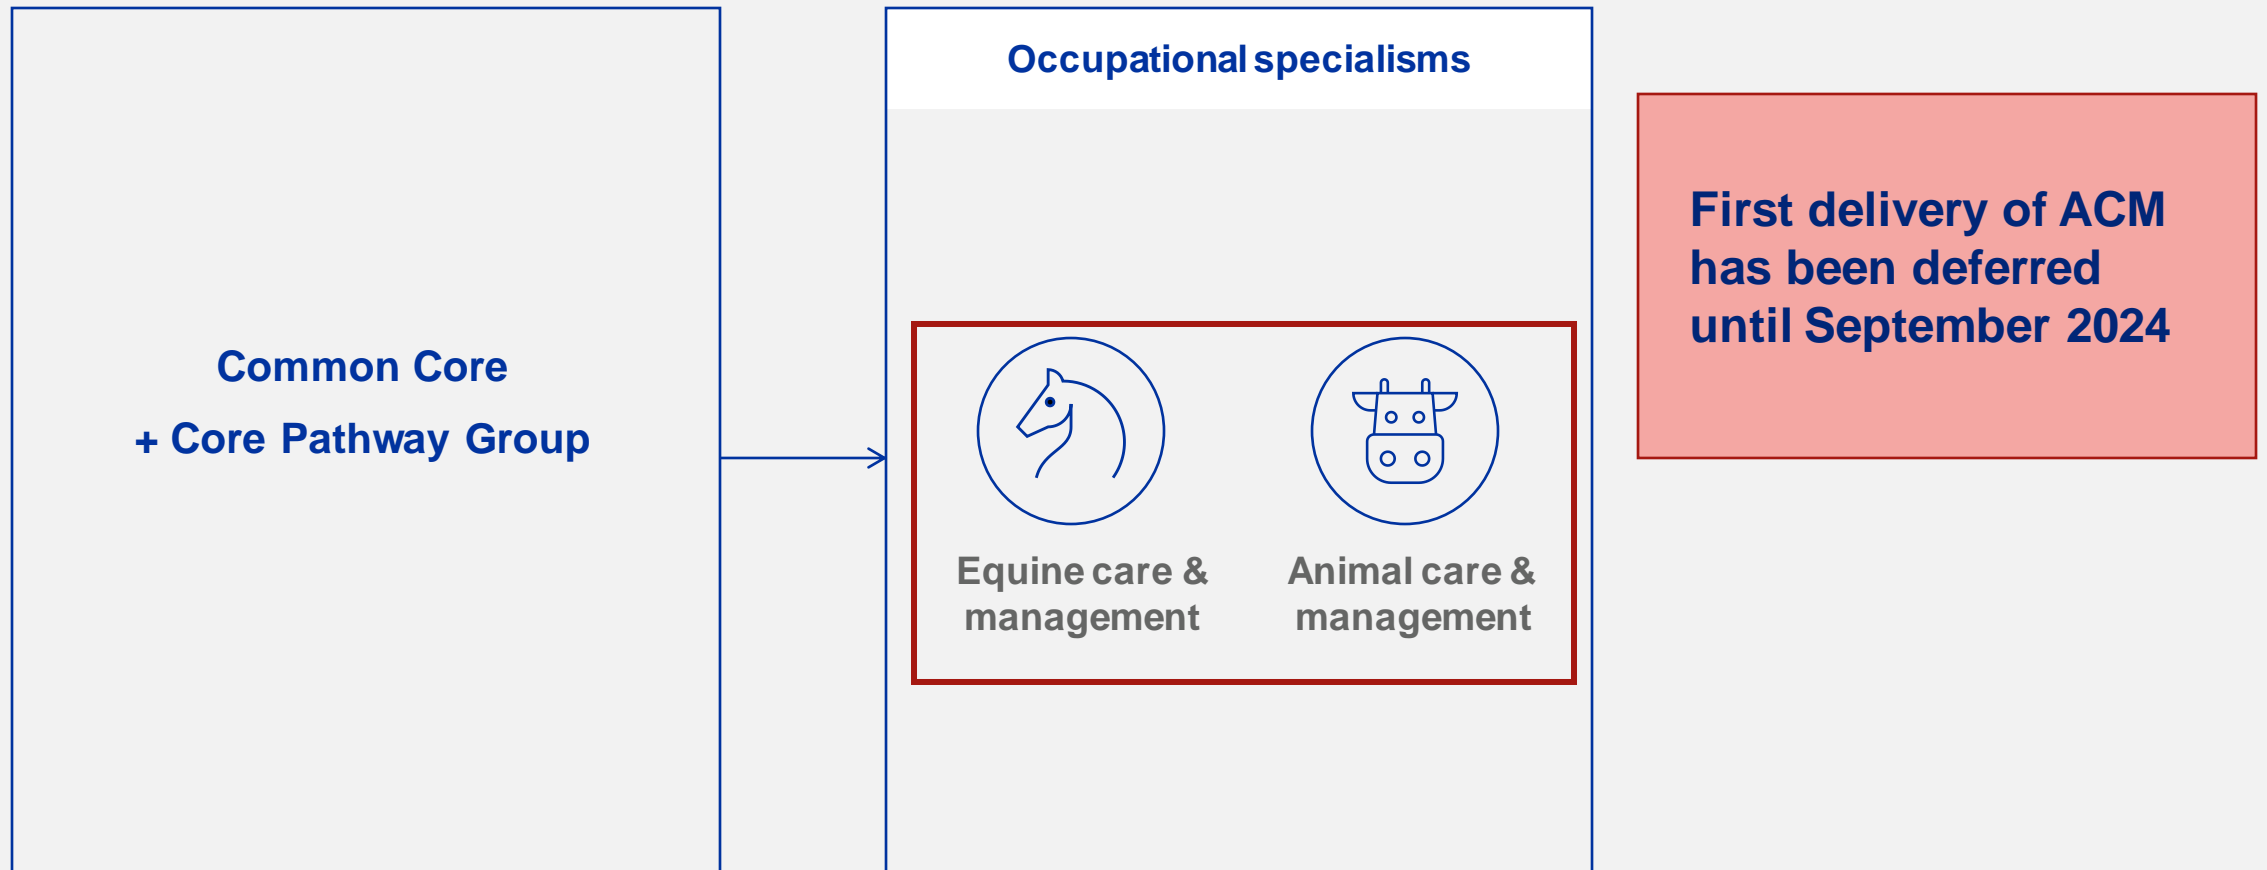 Common Core
+ Core Pathway Group
Occupational specialisms
Equine care &
management
Animal care &
management
First delivery of ACM
has been deferred
until September 2024